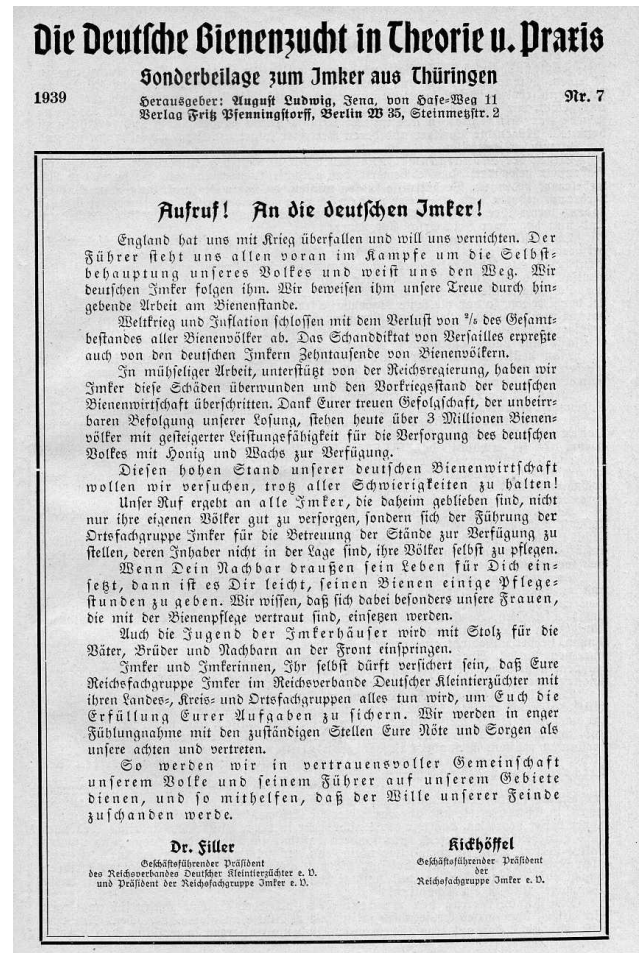 Die Deutsche Bienenzucht in Theorie u. Praxis
Sonderbeilage zum Imker aus Thüringen
1939
Herausgeber: August Ludwig, Jena, von Hase-Weg 11
Verlag Fritz Pfenningstorff, Berlin W 35, Steinmetzstr. 2
Nr. 7
Aufruf! An die deutschen Imker!
England hat uns mit Krieg überfallen und will uns vernichten. Der
Führer steht uns allen voran im Kampfe um die Selbst-
behauptung unseres Volkes und weist uns den Weg. Wir
deutschen Imker folgen ihm. Wir beweisen ihm unsere Treue durch hin-
gebende Arbeit am Bienenstande.
Weltkrieg und Inflation schlossen mit dem Verlust von 2/5 des Gesamt-
bestandes aller Bienenvölker ab. Das Schanddiktat von Versailles erpreßte
auch von den deutschen Imkern Zehntausende von Bienenvölkern.
In mühseliger Arbeit, unterstützt von der Reichsregierung, haben wir
Imker diese Schäden überwunden und den Vorkriegsstand der deutschen
Bienenwirtschaft überschritten. Dank Eurer treuen Gefolgschaft, der unbeirr-
baren Befolgung unserer Losung, stehen heute über 3 Millionen Bienen-
völker mit gesteigerter Leistungsfähigkeit für die Versorgung des deutschen
Volkes mit Honig und Wachs zur Verfügung.
Diesen hohen Stand unserer deutschen Bienenwirtschaft
wollen wir versuchen, trotz aller Schwierigkeiten zu halten!
Unser Ruf ergeht an alle Imker, die daheim geblieben sind, nicht
nur ihre eigenen Völker gut zu versorgen, sondern sich der Führung der
Ortsfachgruppe Imker für die Betreuung der Stände zur Verfügung zu
stellen, deren Inhaber nicht in der Lage sind, ihre Völker selbst zu pflegen.
Wenn Dein Nachbar draußen sein Leben für Dich ein-
setzt, dann ist es Dir leicht, seinen Bienen einige Pflege-
stunden zu geben. Wir wissen, daß sich dabei besonders unsere Frauen,
die mit der Bienenpflege vertraut sind, einsetzen werden.
Auch die Jugend der Imkerhäuser wird mit Stolz für die
Väter, Brüder und Nachbarn an der Front einspringen.
Imker und Imkerinnen, Ihr selbst dürft versichert sein, daß Eure
Reichsfachgruppe Imker im Reichsverbande Deutscher Kleintierzüchter mit
ihren Landes-, Kreis- und Ortsfachgruppen alles tun wird, um Euch die
Erfüllung Eurer Aufgaben zu sichern. Wir werden in enger
Fühlungnahme mit den zuständigen Stellen Eure Nöte und Sorgen als
unsere achten und vertreten.
So werden wir in vertrauensvoller Gemeinschaft
unserem Volke und seinem Führer auf unserem Gebiete
dienen, und so mithelfen, daß der Wille unserer Feinde
zuschanden werde.
Dr. Filler
Geschäftsführender Präsident
des Reichsverbandes Deutscher Kleintierzüchter e. V.
und Präsident der Reichsfachgruppe Imker e. V.
Kickhöffel
Geschäftsführender Präsident
der
Reichsfachgruppe Imker e. V.